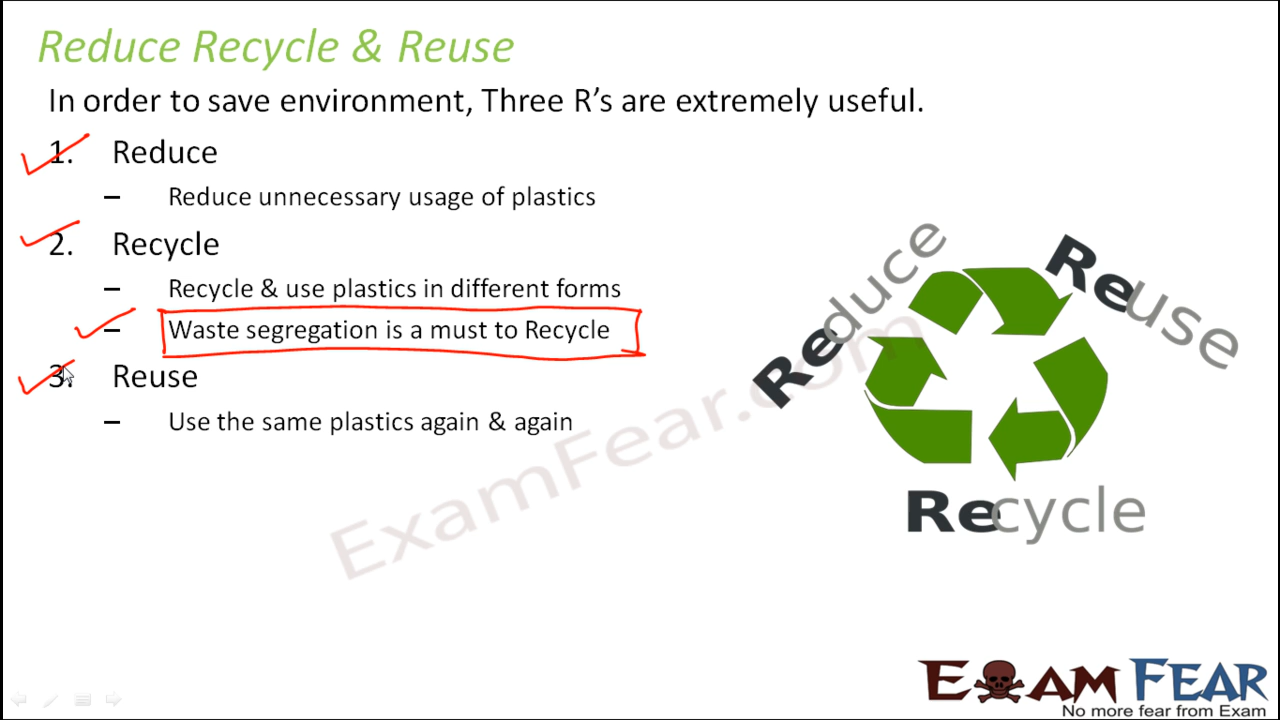 Reduce Recycle & Reuse
In order to save environment, Three R's are extremely useful.
1. Reduce
– Reduce unnecessary usage of plastics
2. Recycle
– Recycle & use plastics in different forms
– Waste segregation is a must to Recycle
3. Reuse
– Use the same plastics again & again
Reduce
Reuse
Recycle
ExamFear.com
EXAM FEAR
No more fear from Exam